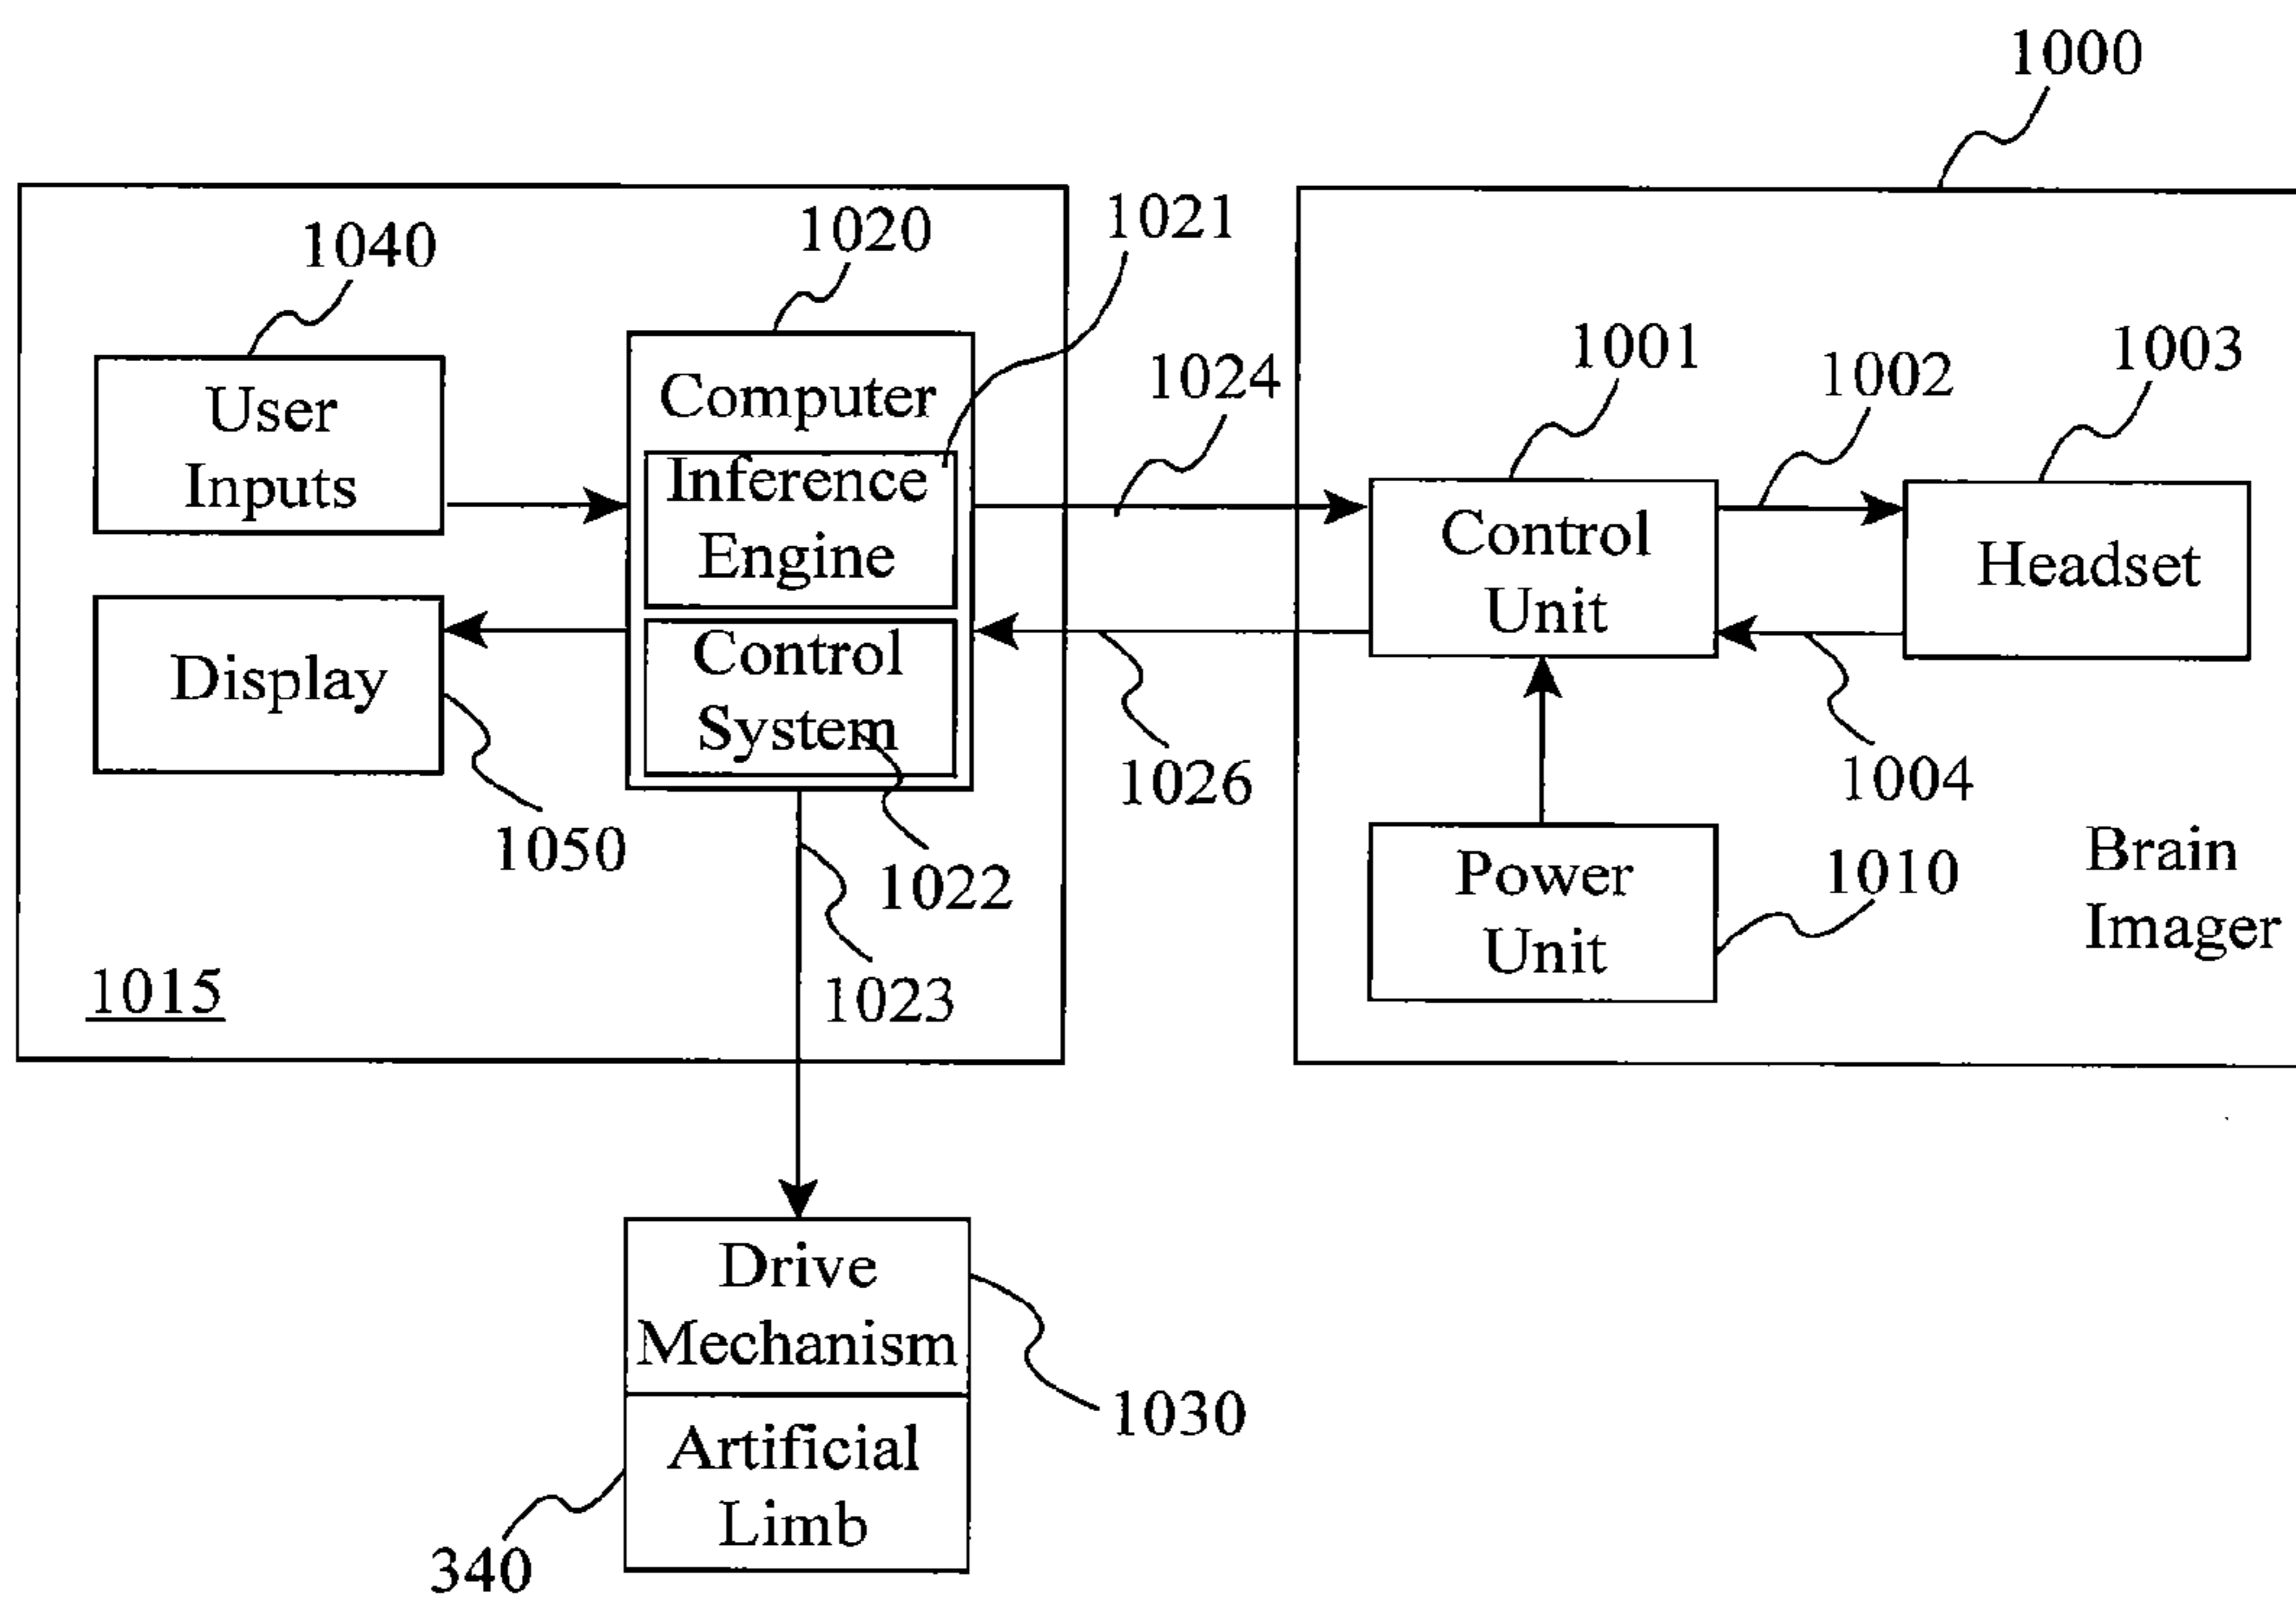 1000
1040
1020
1021
User
Inputs
Computer
Inference
Engine
Control
System
Display
1050
1022
1023
1015
1024
1026
1001
1002
1003
Control
Unit
Headset
1004
Power
Unit
1010
Brain
Imager
Drive
Mechanism
1030
Artificial
Limb
340